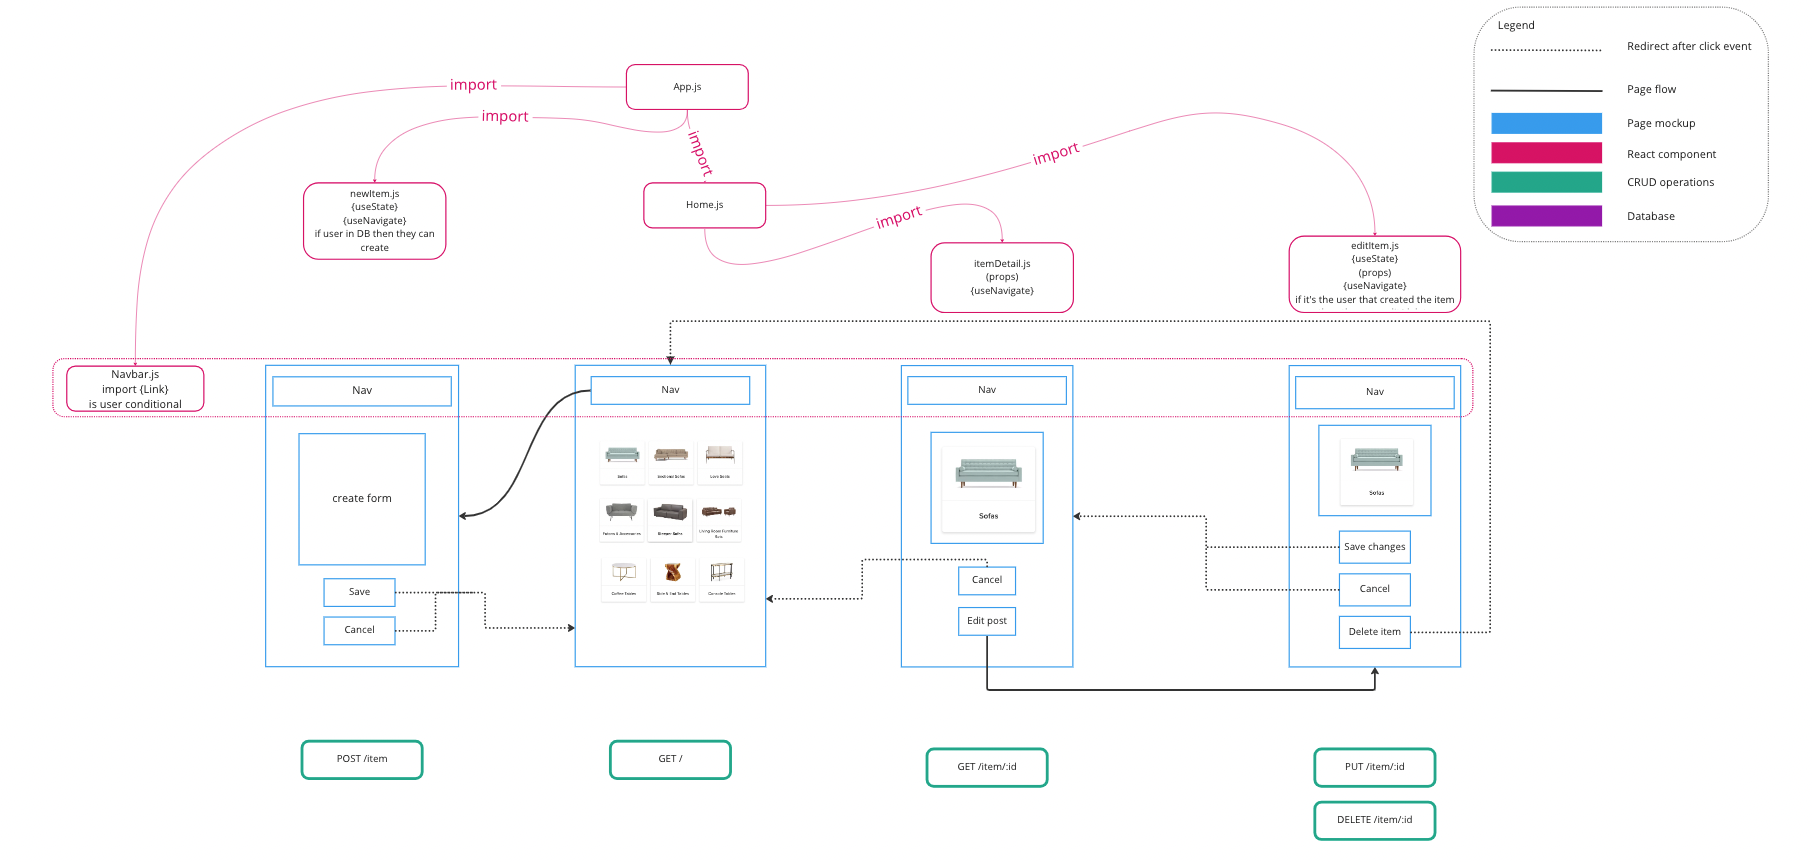 Legend
Redirect after click event
Page flow
Page mockup
React component
CRUD operations
Database
App.js
import
import
import
import
import
newItem.js
{useState}
{useNavigate}
if user in DB then they can
create
Home.js
itemDetail.js
(props)
{useNavigate}
editItem.js
{useState}
(props)
{useNavigate}
if it's the user that created the item
Navbar.js
import {Link}
is user conditional
Nav
Nav
Nav
Nav
create form
Save
Cancel
Sofas
Sectional Sofas
Love Seats
Futons & Accessories
Sleeper Sofas
Living Room Furniture
Sets
Coffee Tables
Side & End Tables
Console Tables
Sofas
Cancel
Edit post
Sofas
Save changes
Cancel
Delete item
POST /item
GET /
GET /item/:id
PUT /item/:id
DELETE /item/:id